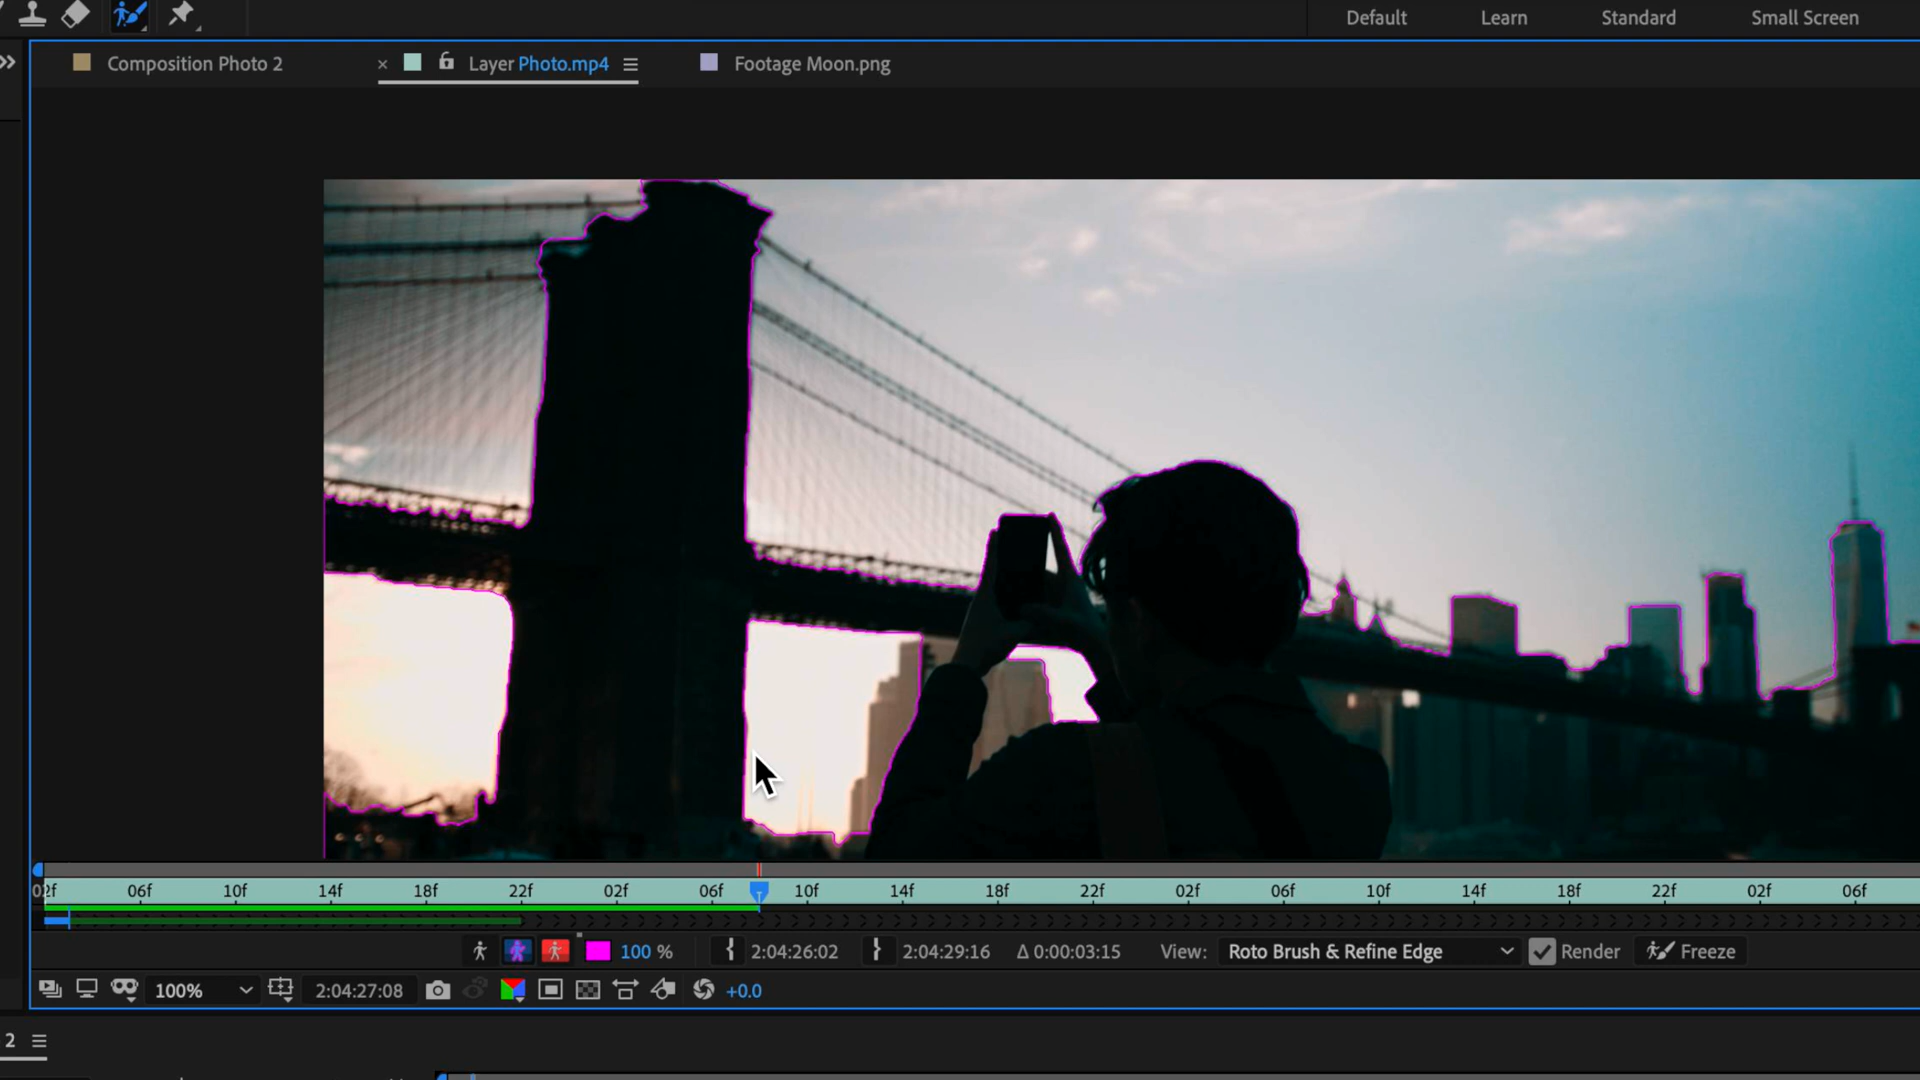 Default Learn Standard Small Screen
Composition Photo 2 × Layer Photo.mp4 Footage Moon.png
02f 06f 10f 14f 18f 22f 02f 06f 10f 14f 18f 22f 02f 06f 10f 14f 18f 22f 02f 06f
100 % 2:04:26:02 2:04:29:16 Δ 0:00:03:15 View: Roto Brush & Refine Edge Render Freeze
100% 2:04:27:08 +0.0
2